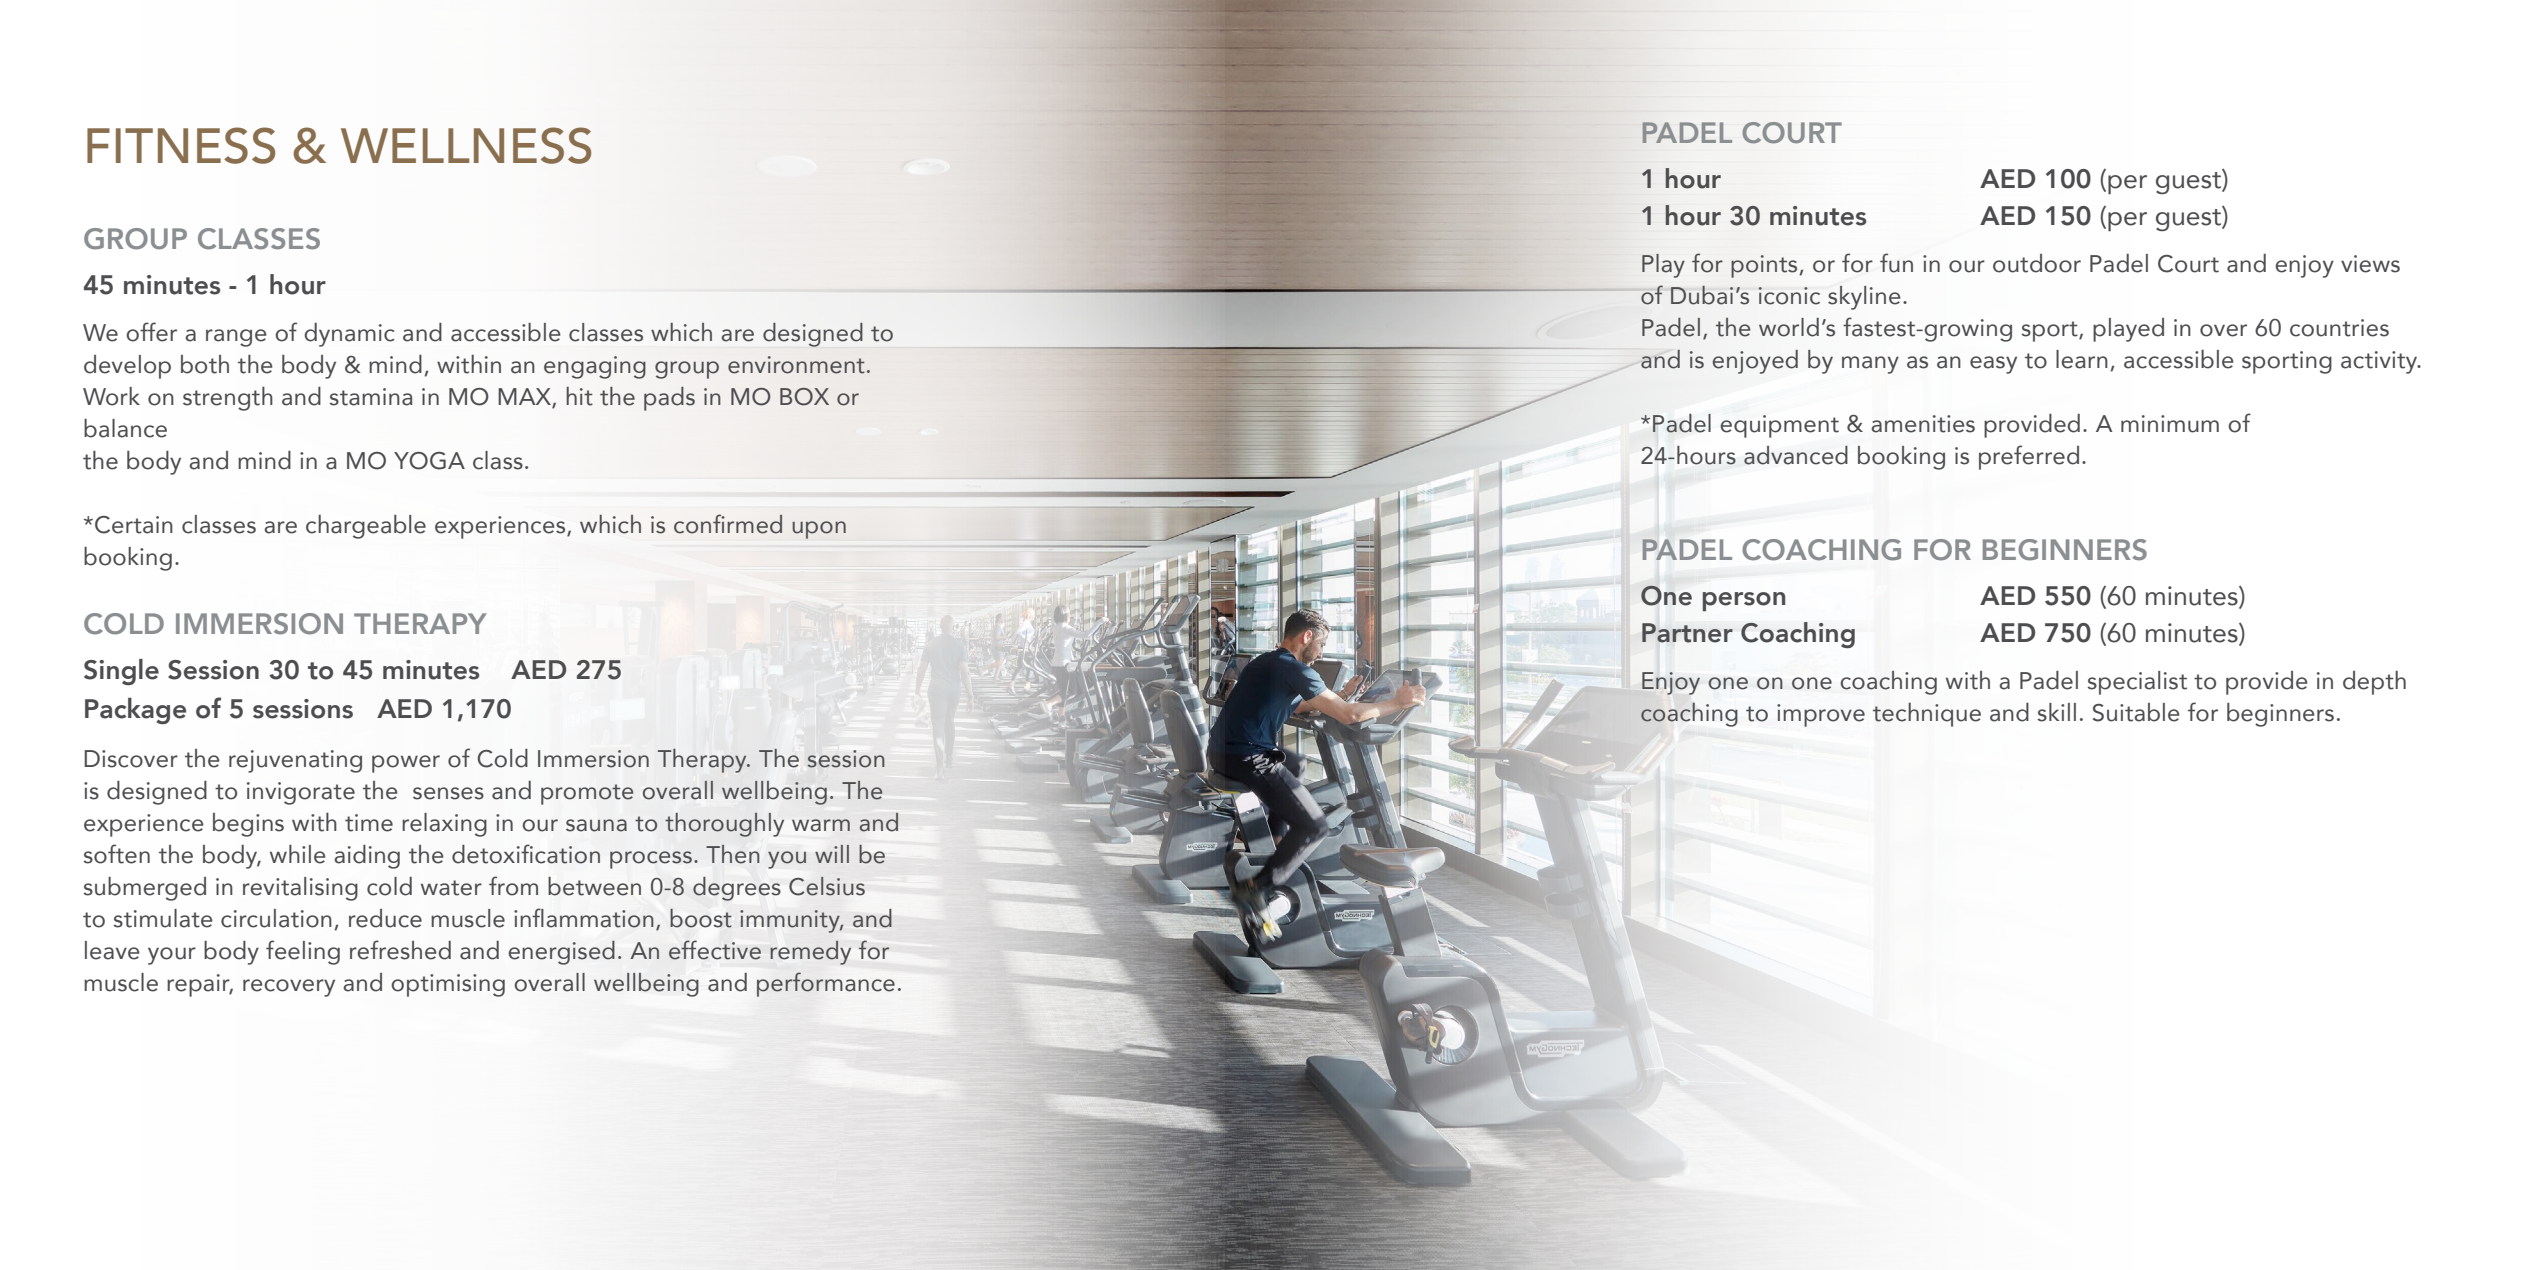 FITNESS & WELLNESS
GROUP CLASSES
45 minutes - 1 hour
We offer a range of dynamic and accessible classes which are designed to
develop both the body & mind, within an engaging group environment.
Work on strength and stamina in MO MAX, hit the pads in MO BOX or
balance
the body and mind in a MO YOGA class.
*Certain classes are chargeable experiences, which is confirmed upon
booking.
COLD IMMERSION THERAPY
Single Session 30 to 45 minutes AED 275
Package of 5 sessions AED 1,170
Discover the rejuvenating power of Cold Immersion Therapy. The session
is designed to invigorate the senses and promote overall wellbeing. The
experience begins with time relaxing in our sauna to thoroughly warm and
soften the body, while aiding the detoxification process. Then you will be
submerged in revitalising cold water from between 0-8 degrees Celsius
to stimulate circulation, reduce muscle inflammation, boost immunity, and
leave your body feeling refreshed and energised. An effective remedy for
muscle repair, recovery and optimising overall wellbeing and performance.
PADEL COURT
1 hour AED 100 (per guest)
1 hour 30 minutes AED 150 (per guest)
Play for points, or for fun in our outdoor Padel Court and enjoy views
of Dubai’s iconic skyline.
Padel, the world’s fastest-growing sport, played in over 60 countries
and is enjoyed by many as an easy to learn, accessible sporting activity.
*Padel equipment & amenities provided. A minimum of
24-hours advanced booking is preferred.
PADEL COACHING FOR BEGINNERS
One person AED 550 (60 minutes)
Partner Coaching AED 750 (60 minutes)
Enjoy one on one coaching with a Padel specialist to provide in depth
coaching to improve technique and skill. Suitable for beginners.
TECHNOGYM
TECHNOGYM
TECHNOGYM